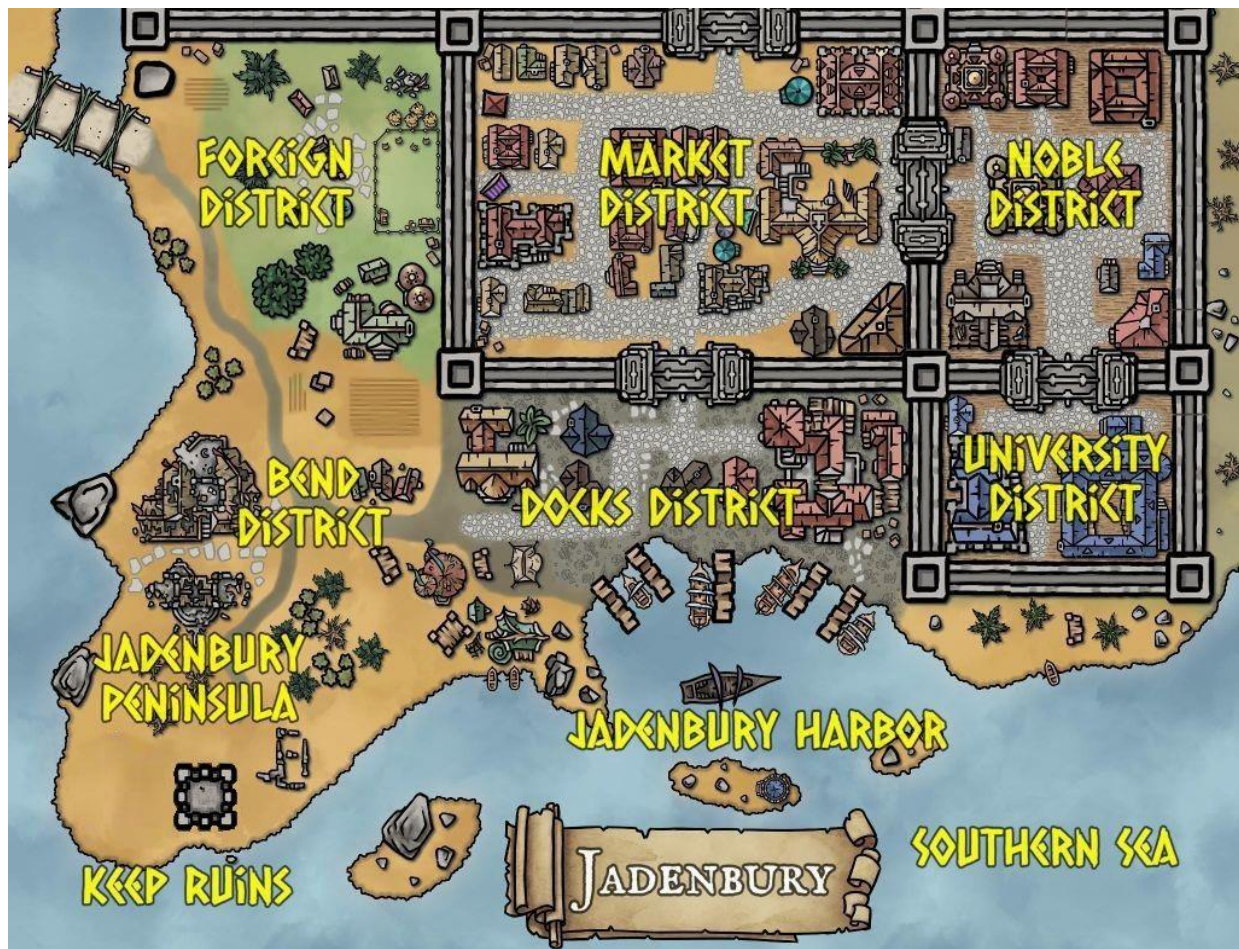 FOREIGN
DISTRICT
MARKET
DISTRICT
NOBLE
DISTRICT
BEND
DISTRICT
DOCKS DISTRICT
UNIVERSITY
DISTRICT
JADENBURY
PENINSULA
JADENBURY HARBOR
KEEP RUINS
JADENBURY
SOUTHERN SEA